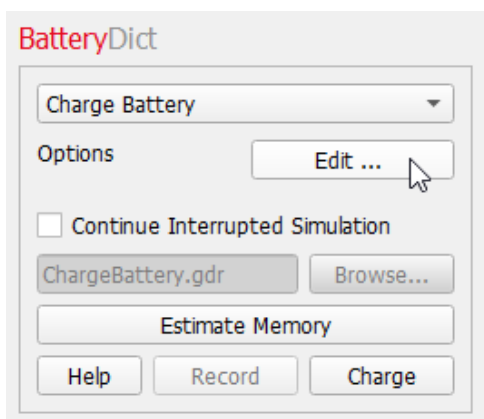 BatteryDict
Charge Battery
Options Edit ...
Continue Interrupted Simulation
ChargeBattery.gdr Browse...
Estimate Memory
Help Record Charge